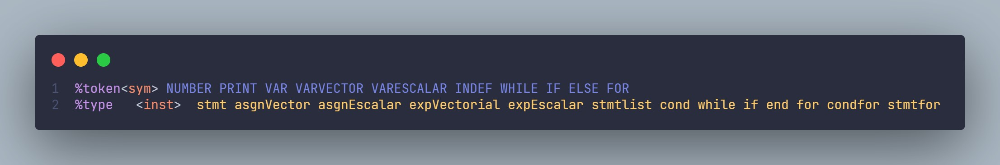 1 %token<sym> NUMBER PRINT VAR VARVECTOR VARESCALAR INDEF WHILE IF ELSE FOR
2 %type   <inst>  stmt asgnVector asgnEscalar expVectorial expEscalar stmtlist cond while if end for condfor stmtfor